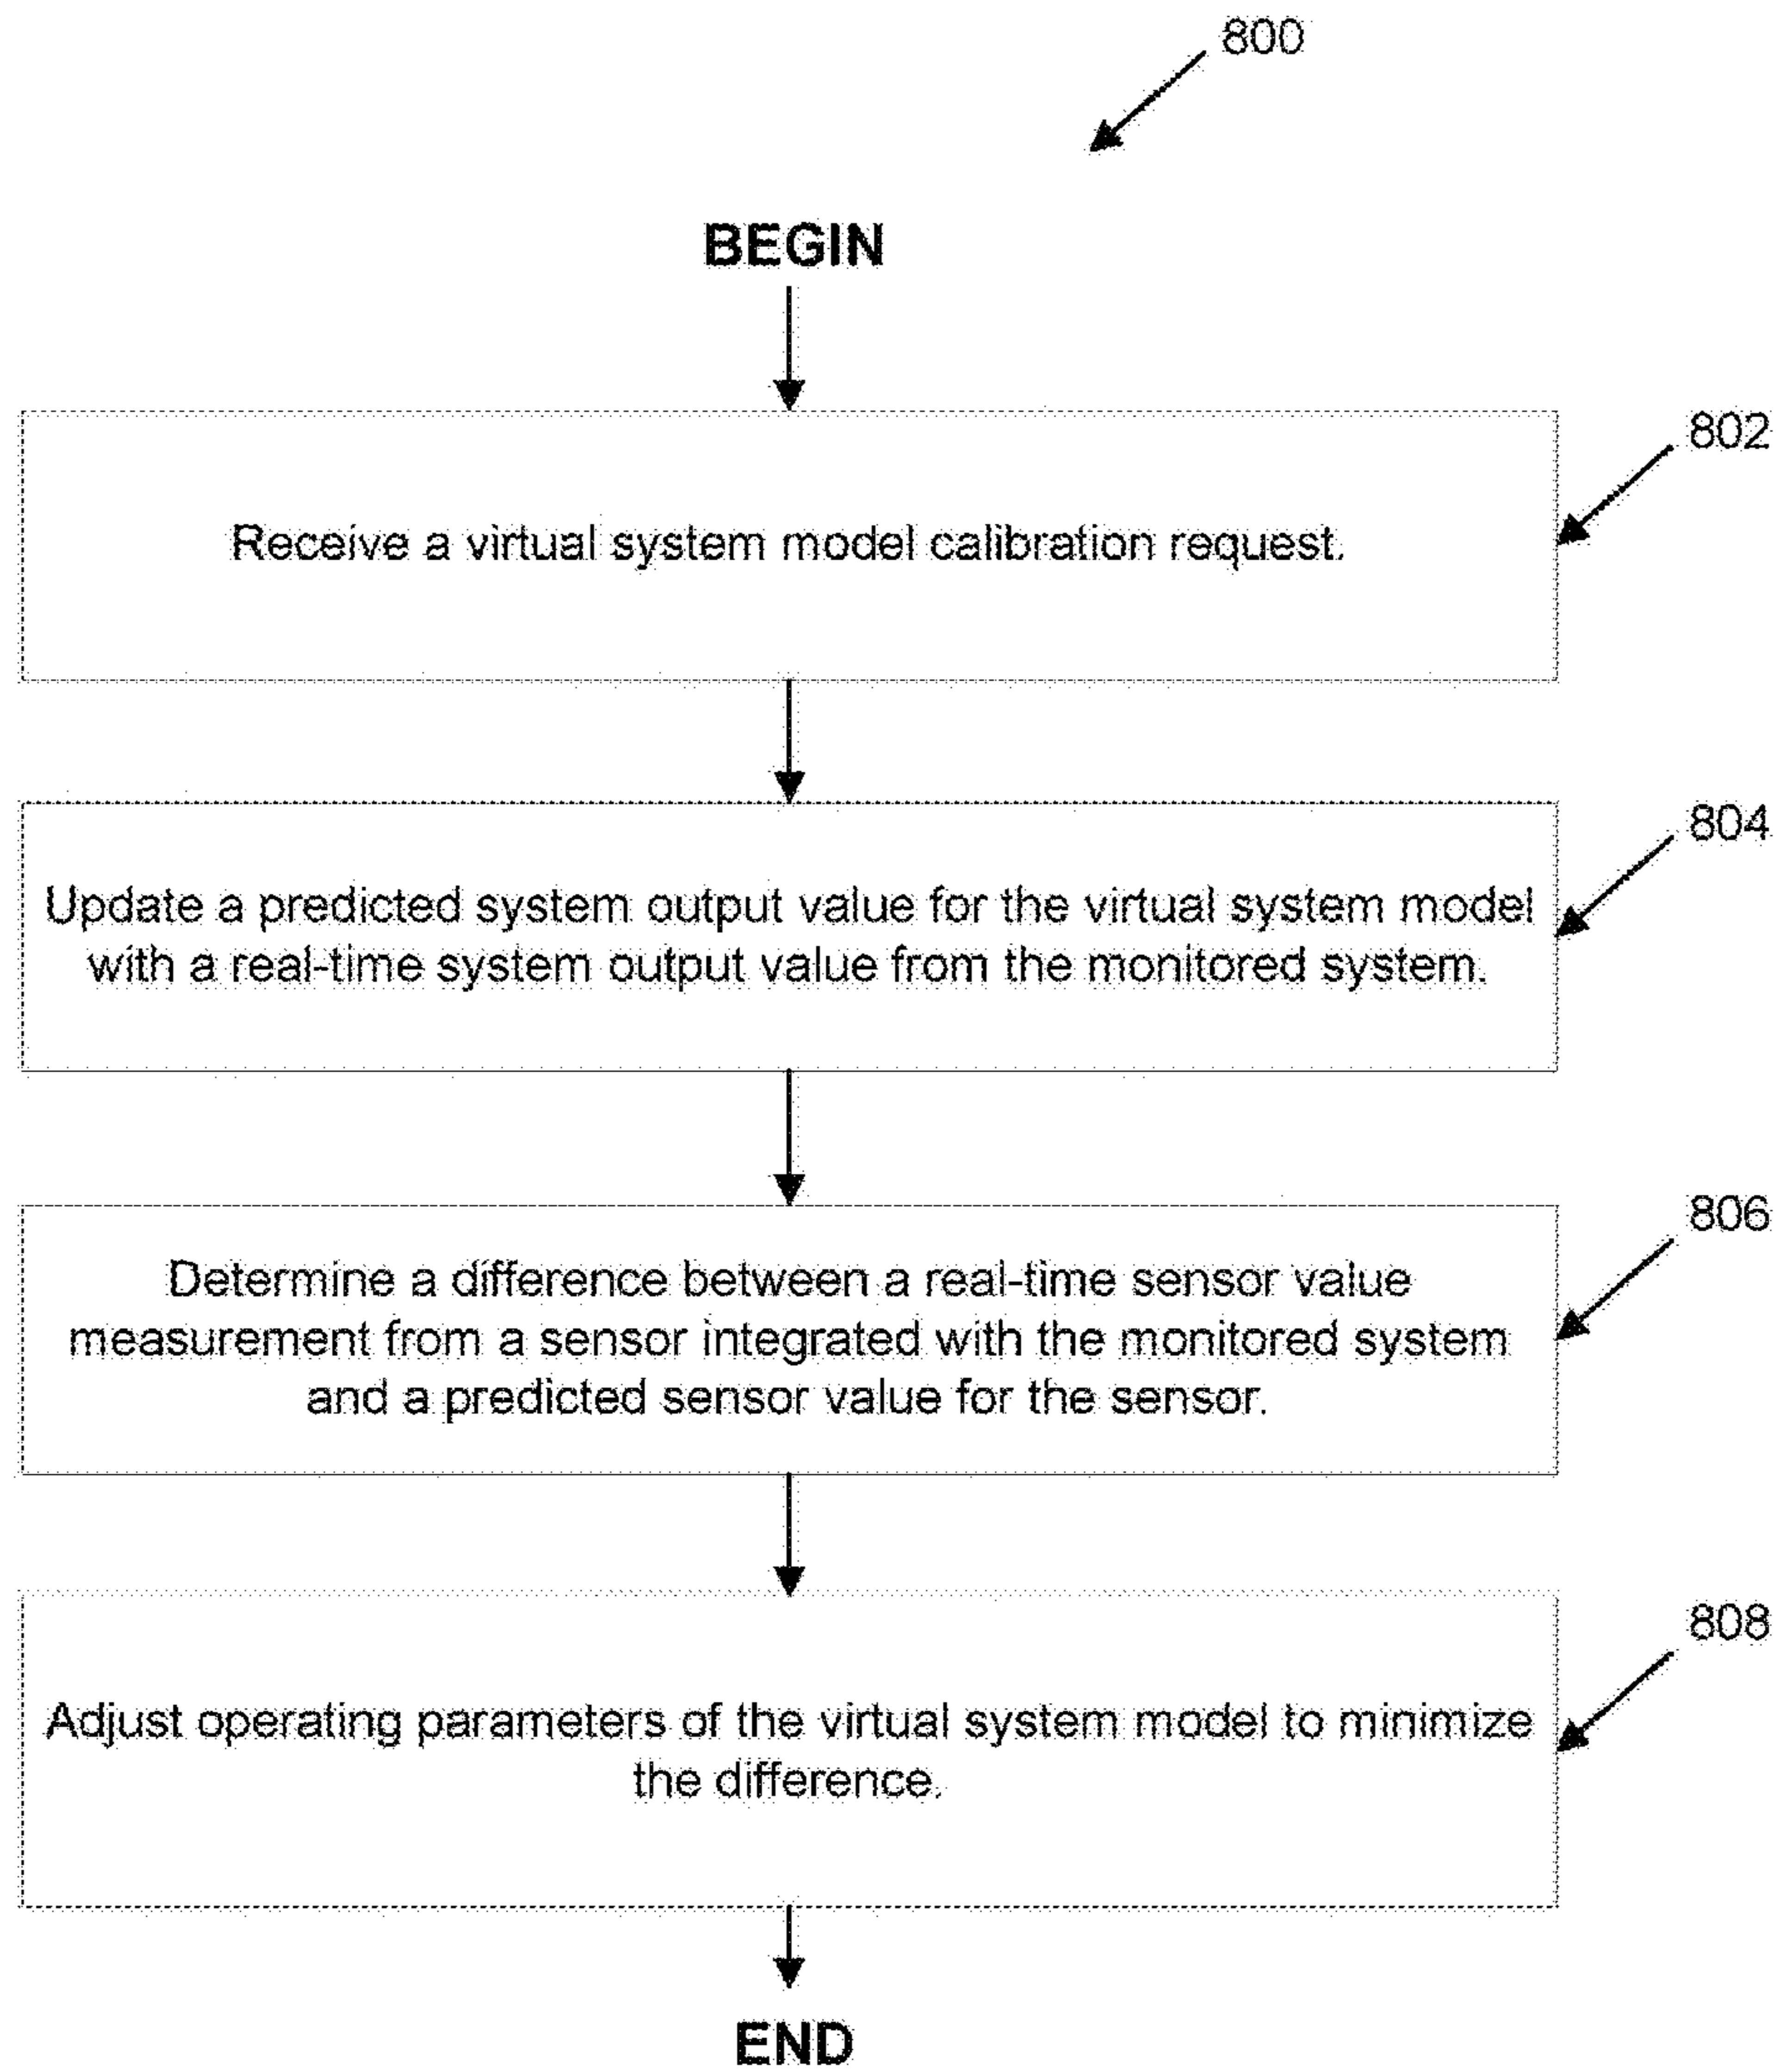 800
BEGIN
802
Receive a virtual system model calibration request.
804
Update a predicted system output value for the virtual system model
with a real-time system output value from the monitored system.
806
Determine a difference between a real-time sensor value
measurement from a sensor integrated with the monitored system
and a predicted sensor value for the sensor.
808
Adjust operating parameters of the virtual system model to minimize
the difference.
END